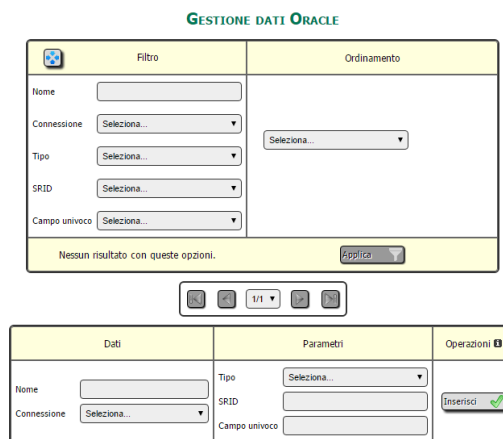 GESTIONE DATI ORACLE
Filtro
Ordinamento
Nome
Connessione Seleziona...
Tipo Seleziona...
SRID Seleziona...
Campo univoco Seleziona...
Seleziona...
Nessun risultato con queste opzioni.
Applica
1/1
Dati
Parametri
Operazioni
Nome
Connessione Seleziona...
Tipo Seleziona...
SRID
Campo univoco
Inserisci